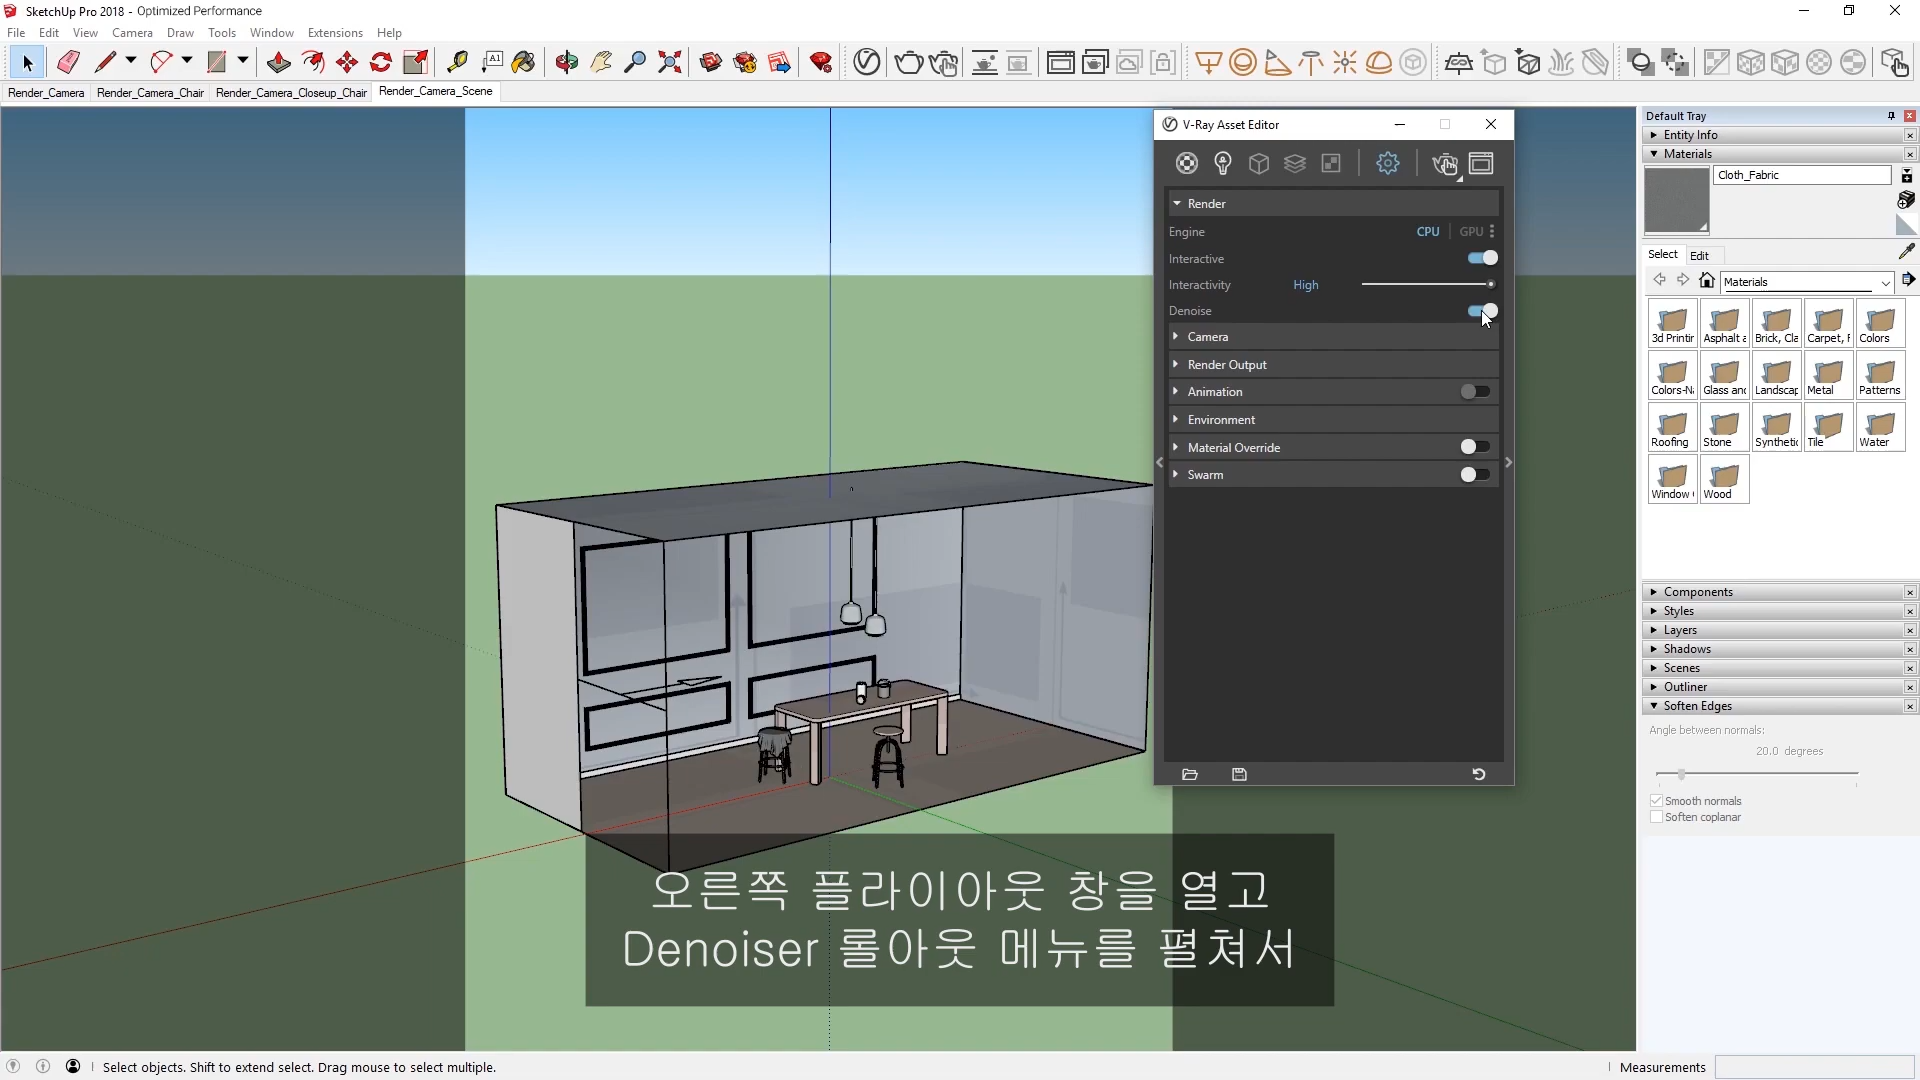 SketchUp Pro 2018 - Optimized Performance
File Edit View Camera Draw Tools Window Extensions Help
Render_Camera Render_Camera_Chair Render_Camera_Closeup_Chair Render_Camera_Scene
V-Ray Asset Editor
Render
Engine CPU GPU
Interactive
Interactivity High
Denoise
Camera
Render Output
Animation
Environment
Material Override
Swarm
Default Tray
Entity Info
Materials
Cloth_Fabric
Select Edit
Materials
3d Printin Asphalt a Brick, Cla Carpet, F Colors
Colors-Na Glass and Landscap Metal Patterns
Roofing Stone Synthetic Tile Water
Window Wood
Components
Styles
Layers
Shadows
Scenes
Outliner
Soften Edges
Angle between normals:
20.0 degrees
Smooth normals
Soften coplanar
오른쪽 플라이아웃 창을 열고
Denoiser 롤아웃 메뉴를 펼쳐서
Select objects. Shift to extend select. Drag mouse to select multiple.
Measurements